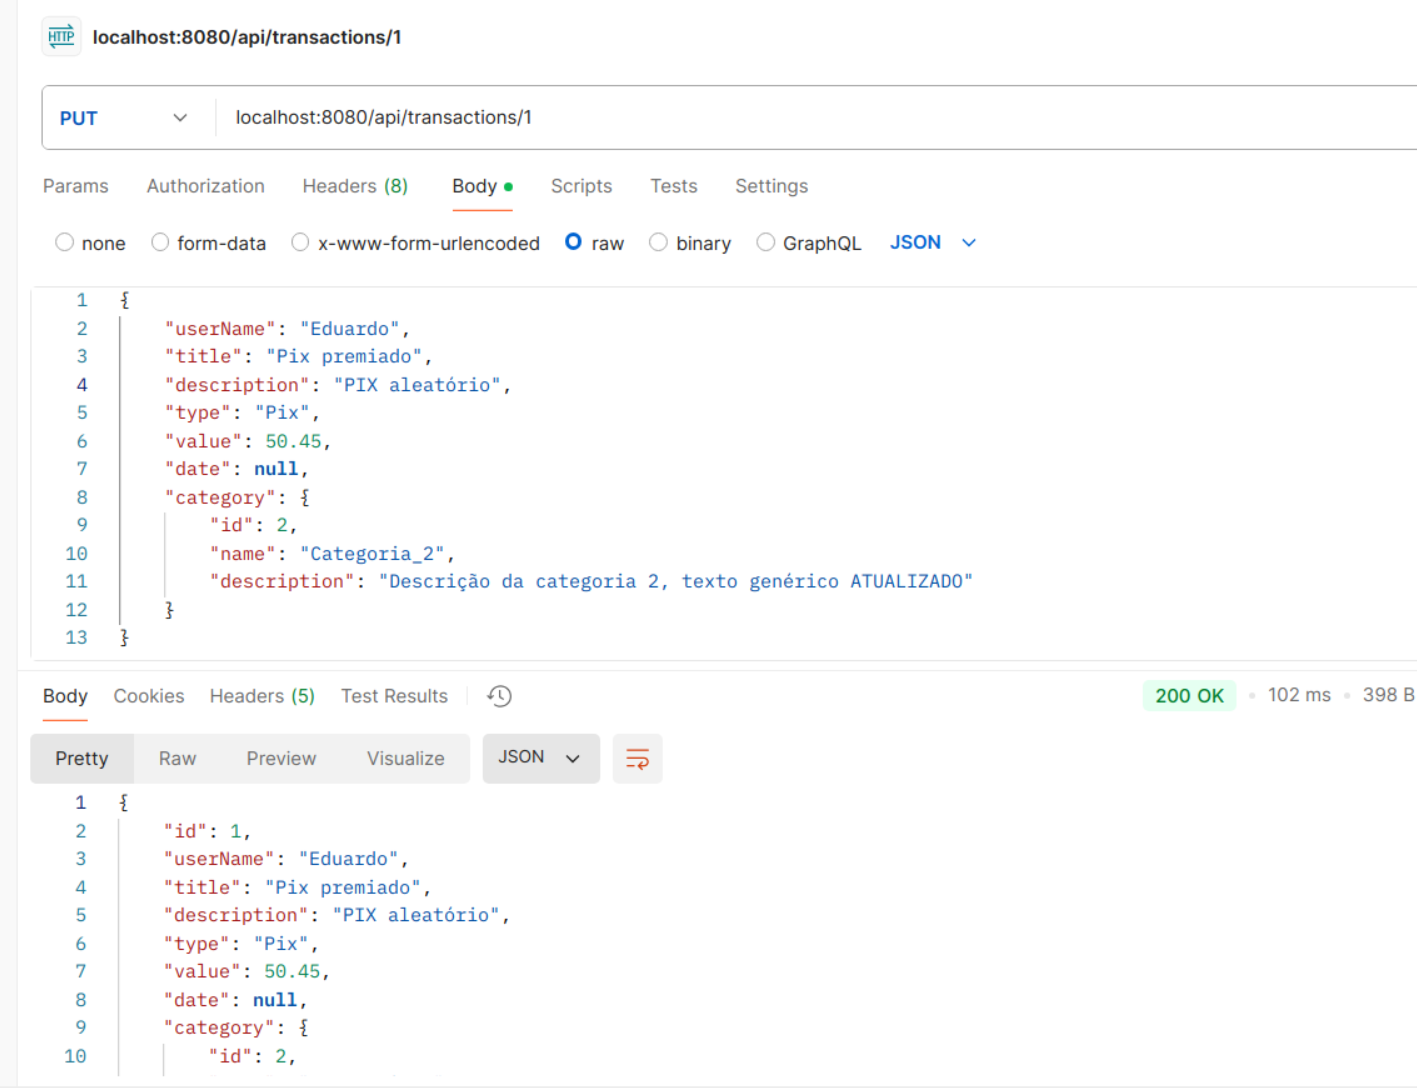 HTTP localhost:8080/api/transactions/1
PUT localhost:8080/api/transactions/1
Params Authorization Headers (8) Body Scripts Tests Settings
none form-data x-www-form-urlencoded raw binary GraphQL JSON
1 {
2 "userName": "Eduardo",
3 "title": "Pix premiado",
4 "description": "PIX aleatório",
5 "type": "Pix",
6 "value": 50.45,
7 "date": null,
8 "category": {
9 "id": 2,
10 "name": "Categoria_2",
11 "description": "Descrição da categoria 2, texto genérico ATUALIZADO"
12 }
13 }
Body Cookies Headers (5) Test Results 200 OK • 102 ms • 398 B
Pretty Raw Preview Visualize JSON
1 {
2 "id": 1,
3 "userName": "Eduardo",
4 "title": "Pix premiado",
5 "description": "PIX aleatório",
6 "type": "Pix",
7 "value": 50.45,
8 "date": null,
9 "category": {
10 "id": 2,